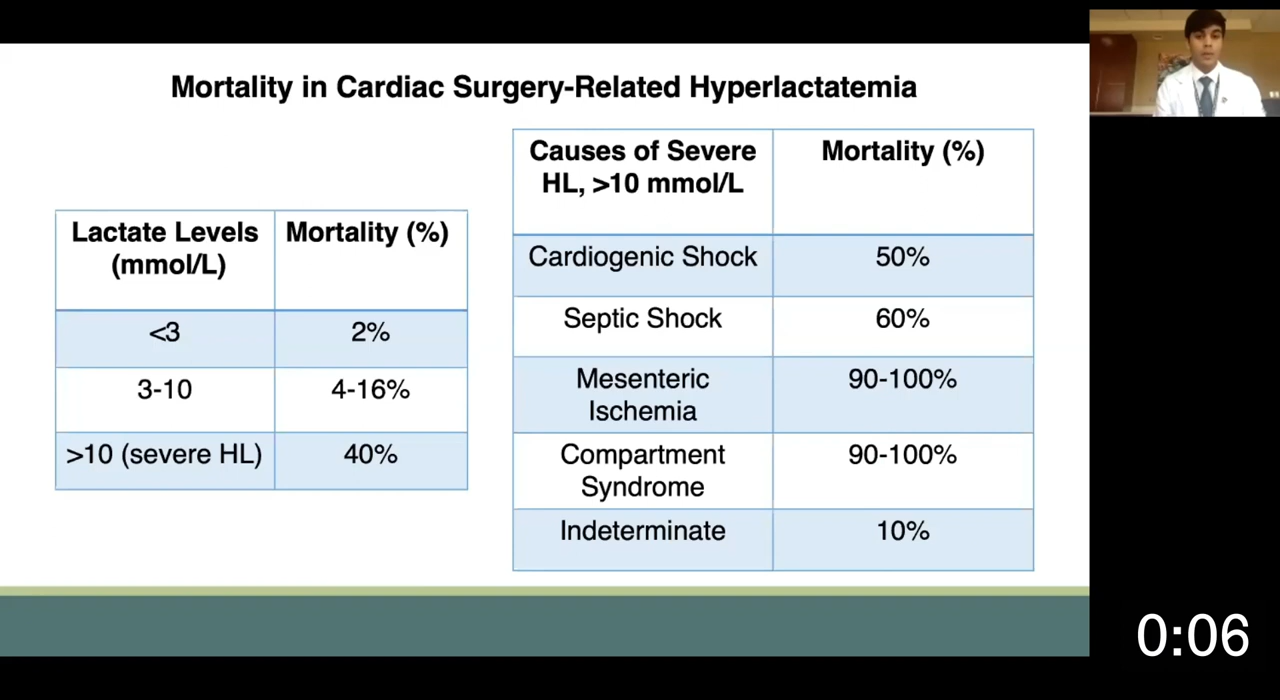 Mortality in Cardiac Surgery-Related Hyperlactatemia
Lactate Levels (mmol/L) Mortality (%)
<3 2%
3-10 4-16%
>10 (severe HL) 40%
Causes of Severe HL, >10 mmol/L Mortality (%)
Cardiogenic Shock 50%
Septic Shock 60%
Mesenteric Ischemia 90-100%
Compartment Syndrome 90-100%
Indeterminate 10%
0:06